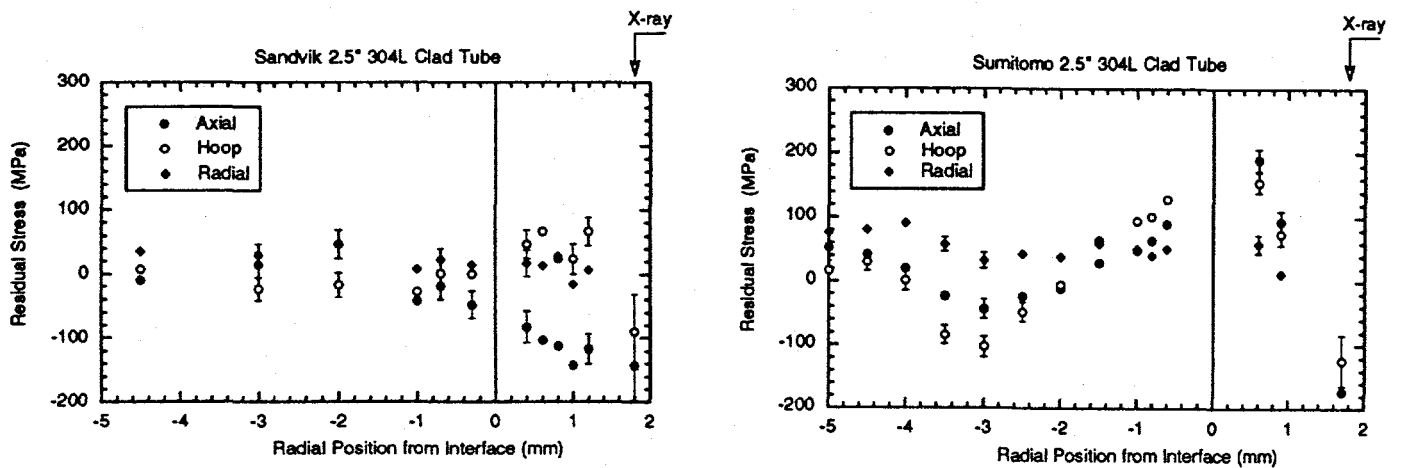 X-ray
Sandvik 2.5" 304L Clad Tube
300
200
100
0
-100
-200
Residual Stress (MPa)
Axial
Hoop
Radial
-5 -4 -3 -2 -1 0 1 2
Radial Position from Interface (mm)
X-ray
Sumitomo 2.5" 304L Clad Tube
300
200
100
0
-100
-200
Residual Stress (MPa)
Axial
Hoop
Radial
-5 -4 -3 -2 -1 0 1 2
Radial Position from Interface (mm)